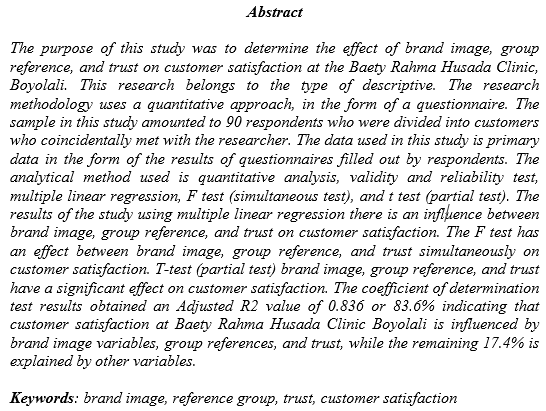 Abstract
The purpose of this study was to determine the effect of brand image, group
reference, and trust on customer satisfaction at the Baety Rahma Husada Clinic,
Boyolali. This research belongs to the type of descriptive. The research
methodology uses a quantitative approach, in the form of a questionnaire. The
sample in this study amounted to 90 respondents who were divided into customers
who coincidentally met with the researcher. The data used in this study is primary
data in the form of the results of questionnaires filled out by respondents. The
analytical method used is quantitative analysis, validity and reliability test,
multiple linear regression, F test (simultaneous test), and t test (partial test). The
results of the study using multiple linear regression there is an influence between
brand image, group reference, and trust on customer satisfaction. The F test has
an effect between brand image, group reference, and trust simultaneously on
customer satisfaction. T-test (partial test) brand image, group reference, and trust
have a significant effect on customer satisfaction. The coefficient of determination
test results obtained an Adjusted R2 value of 0.836 or 83.6% indicating that
customer satisfaction at Baety Rahma Husada Clinic Boyolali is influenced by
brand image variables, group references, and trust, while the remaining 17.4% is
explained by other variables.
Keywords: brand image, reference group, trust, customer satisfaction